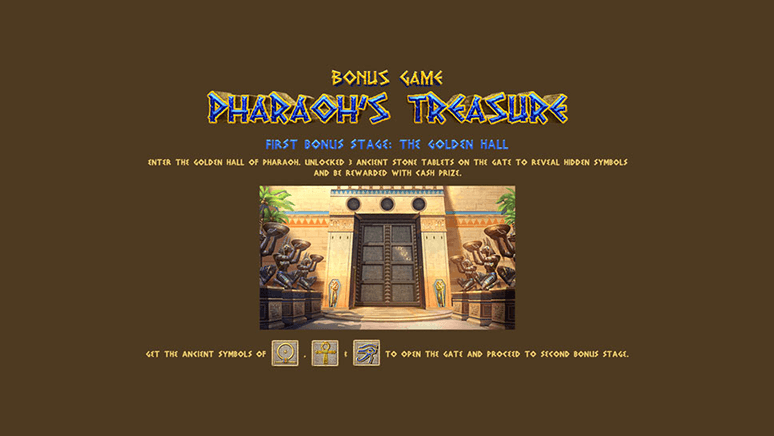 BONUS GAME
PHARAOH'S TREASURE
FIRST BONUS STAGE: THE GOLDEN HALL
ENTER THE GOLDEN HALL OF PHARAOH. UNLOCKED 3 ANCIENT STONE TABLETS ON THE GATE TO REVEAL HIDDEN SYMBOLS
AND BE REWARDED WITH CASH PRIZE.
GET THE ANCIENT SYMBOLS OF , & TO OPEN THE GATE AND PROCEED TO SECOND BONUS STAGE.